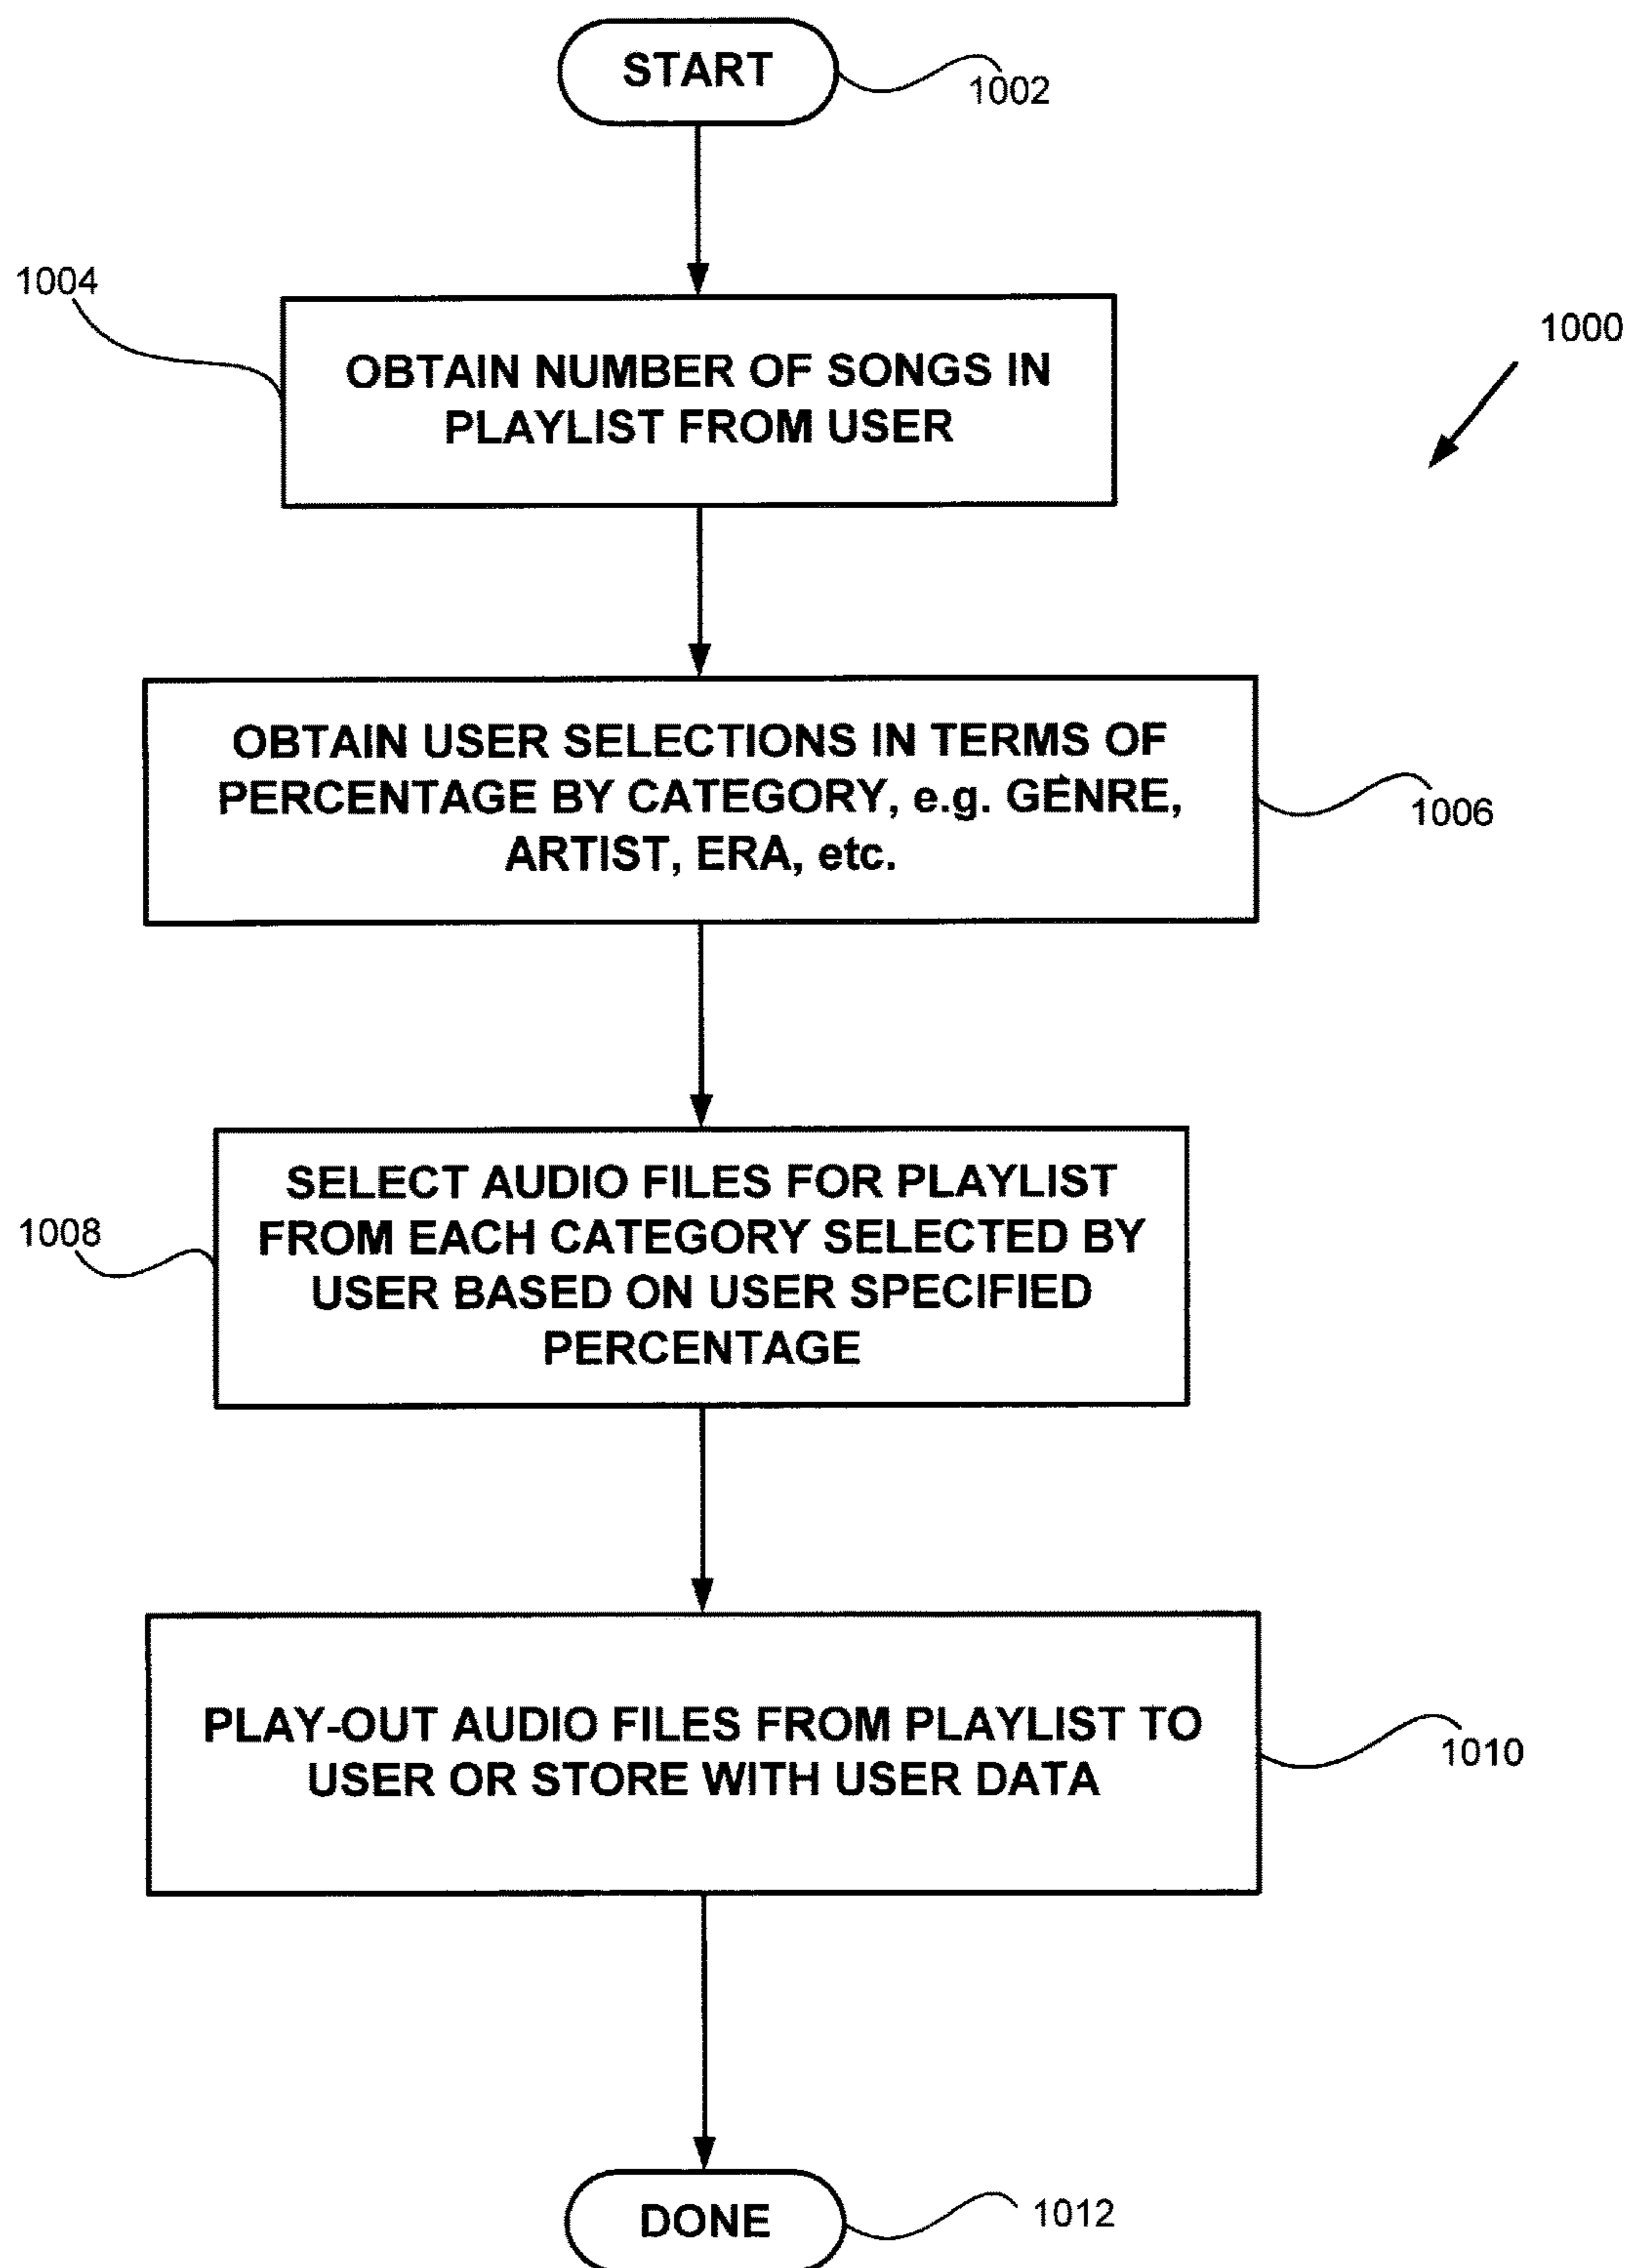 START
1002
1004
1000
OBTAIN NUMBER OF SONGS IN
PLAYLIST FROM USER
OBTAIN USER SELECTIONS IN TERMS OF
PERCENTAGE BY CATEGORY, e.g. GENRE,
ARTIST, ERA, etc.
1006
SELECT AUDIO FILES FOR PLAYLIST
FROM EACH CATEGORY SELECTED BY
USER BASED ON USER SPECIFIED
PERCENTAGE
1008
PLAY-OUT AUDIO FILES FROM PLAYLIST TO
USER OR STORE WITH USER DATA
1010
DONE
1012